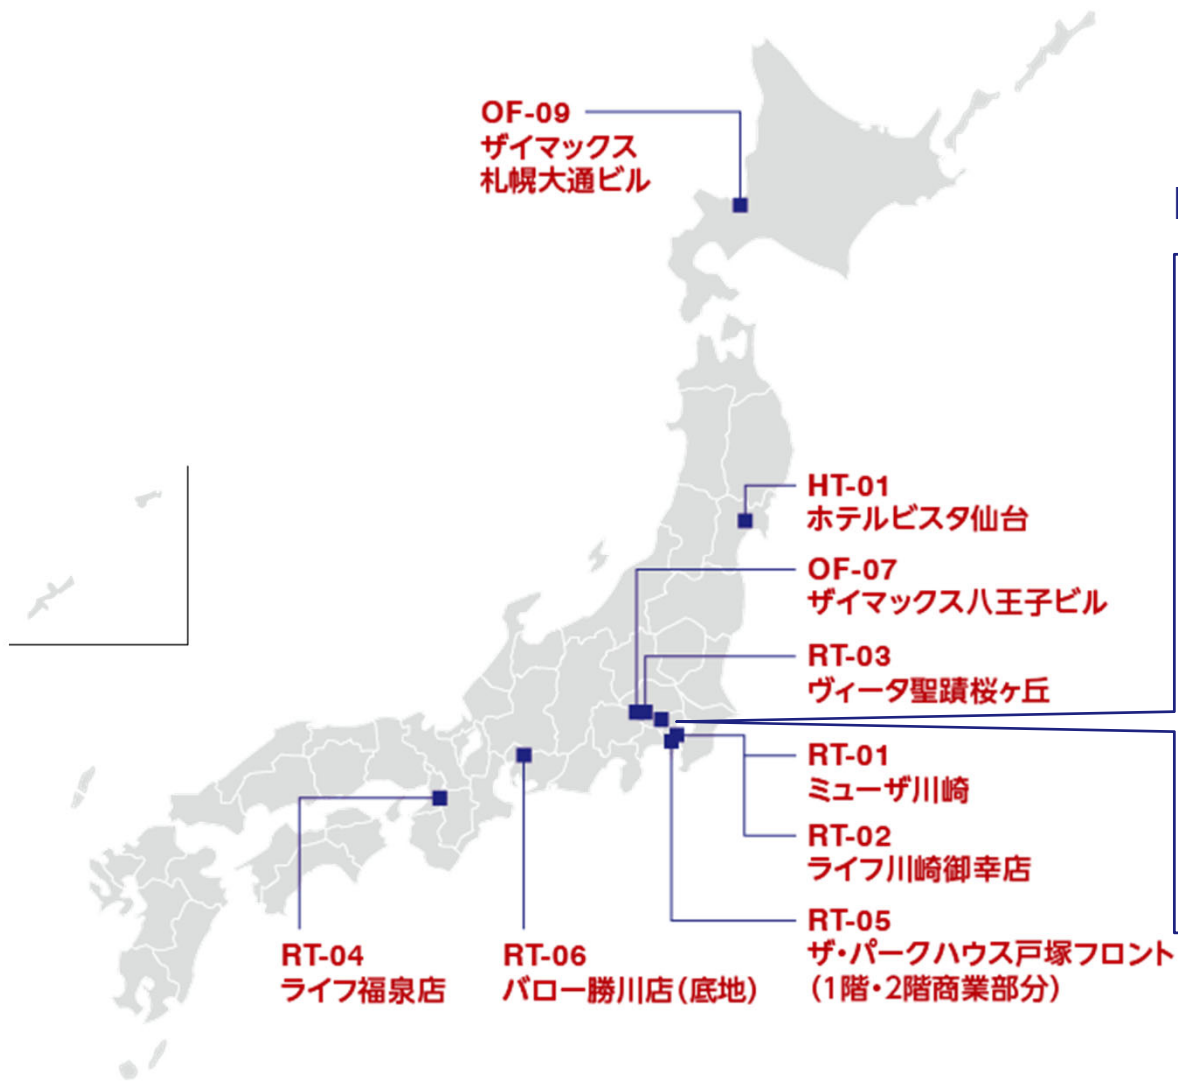 OF-09
ザイマックス
札幌大通ビル
HT-01
ホテルビスタ仙台
OF-07
ザイマックス八王子ビル
RT-03
ヴィータ聖蹟桜ヶ丘
RT-01
ミューザ川崎
RT-02
ライフ川崎御幸店
RT-05
ザ・パークハウス戸塚フロント
(1階・2階商業部分)
RT-04
ライフ福泉店
RT-06
バロー勝川店(底地)